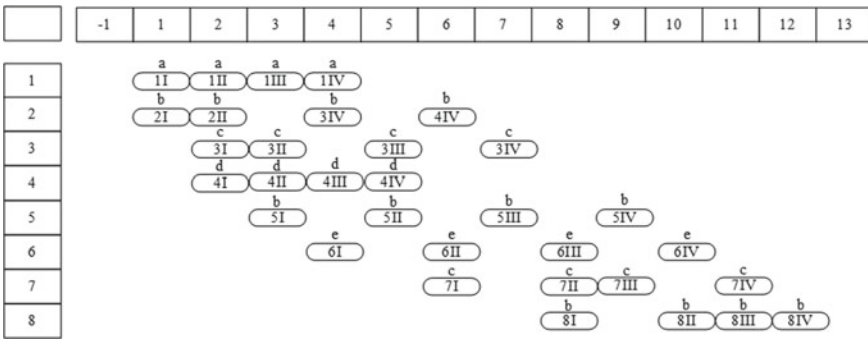 -1 1 2 3 4 5 6 7 8 9 10 11 12 13
a a a a
1 1I 1II 1III 1IV
b b b b
2 2I 2II 3IV 4IV
c c c c
3 3I 3II 3III 3IV
d d d d
4 4I 4II 4III 4IV
b b b b
5 5I 5II 5III 5IV
e e e e
6 6I 6II 6III 6IV
c c c c
7 7I 7II 7III 7IV
b b b b
8 8I 8II 8III 8IV